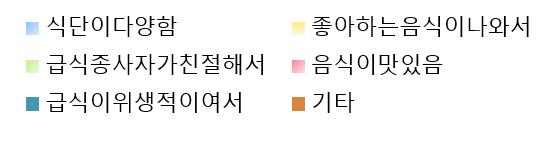 식단이다양함 좋아하는음식이나와서
급식종사자가친절해서 음식이맛있음
급식이위생적이여서 기타